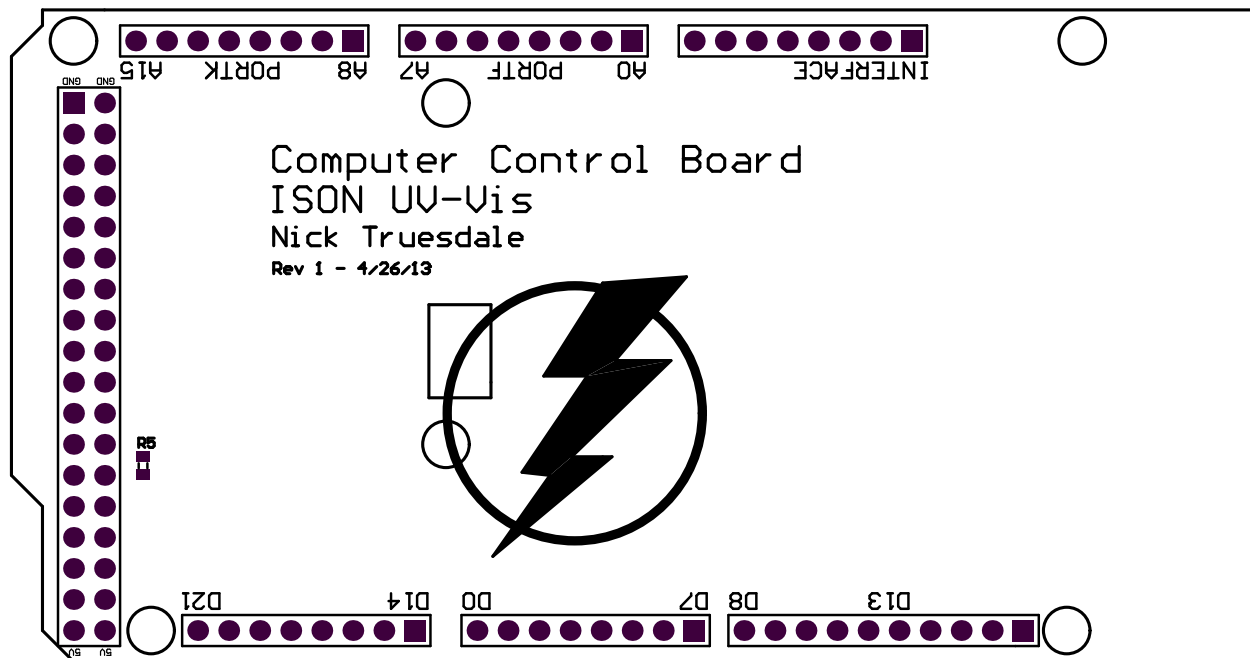 A15 PORTK A8 A7 PORTF A0 INTERFACE
GND GND
Computer Control Board
ISON UV-Vis
Nick Truesdale
Rev 1 - 4/26/13
R5
D21 D14 D0 D7 D8 D13
5V 5V